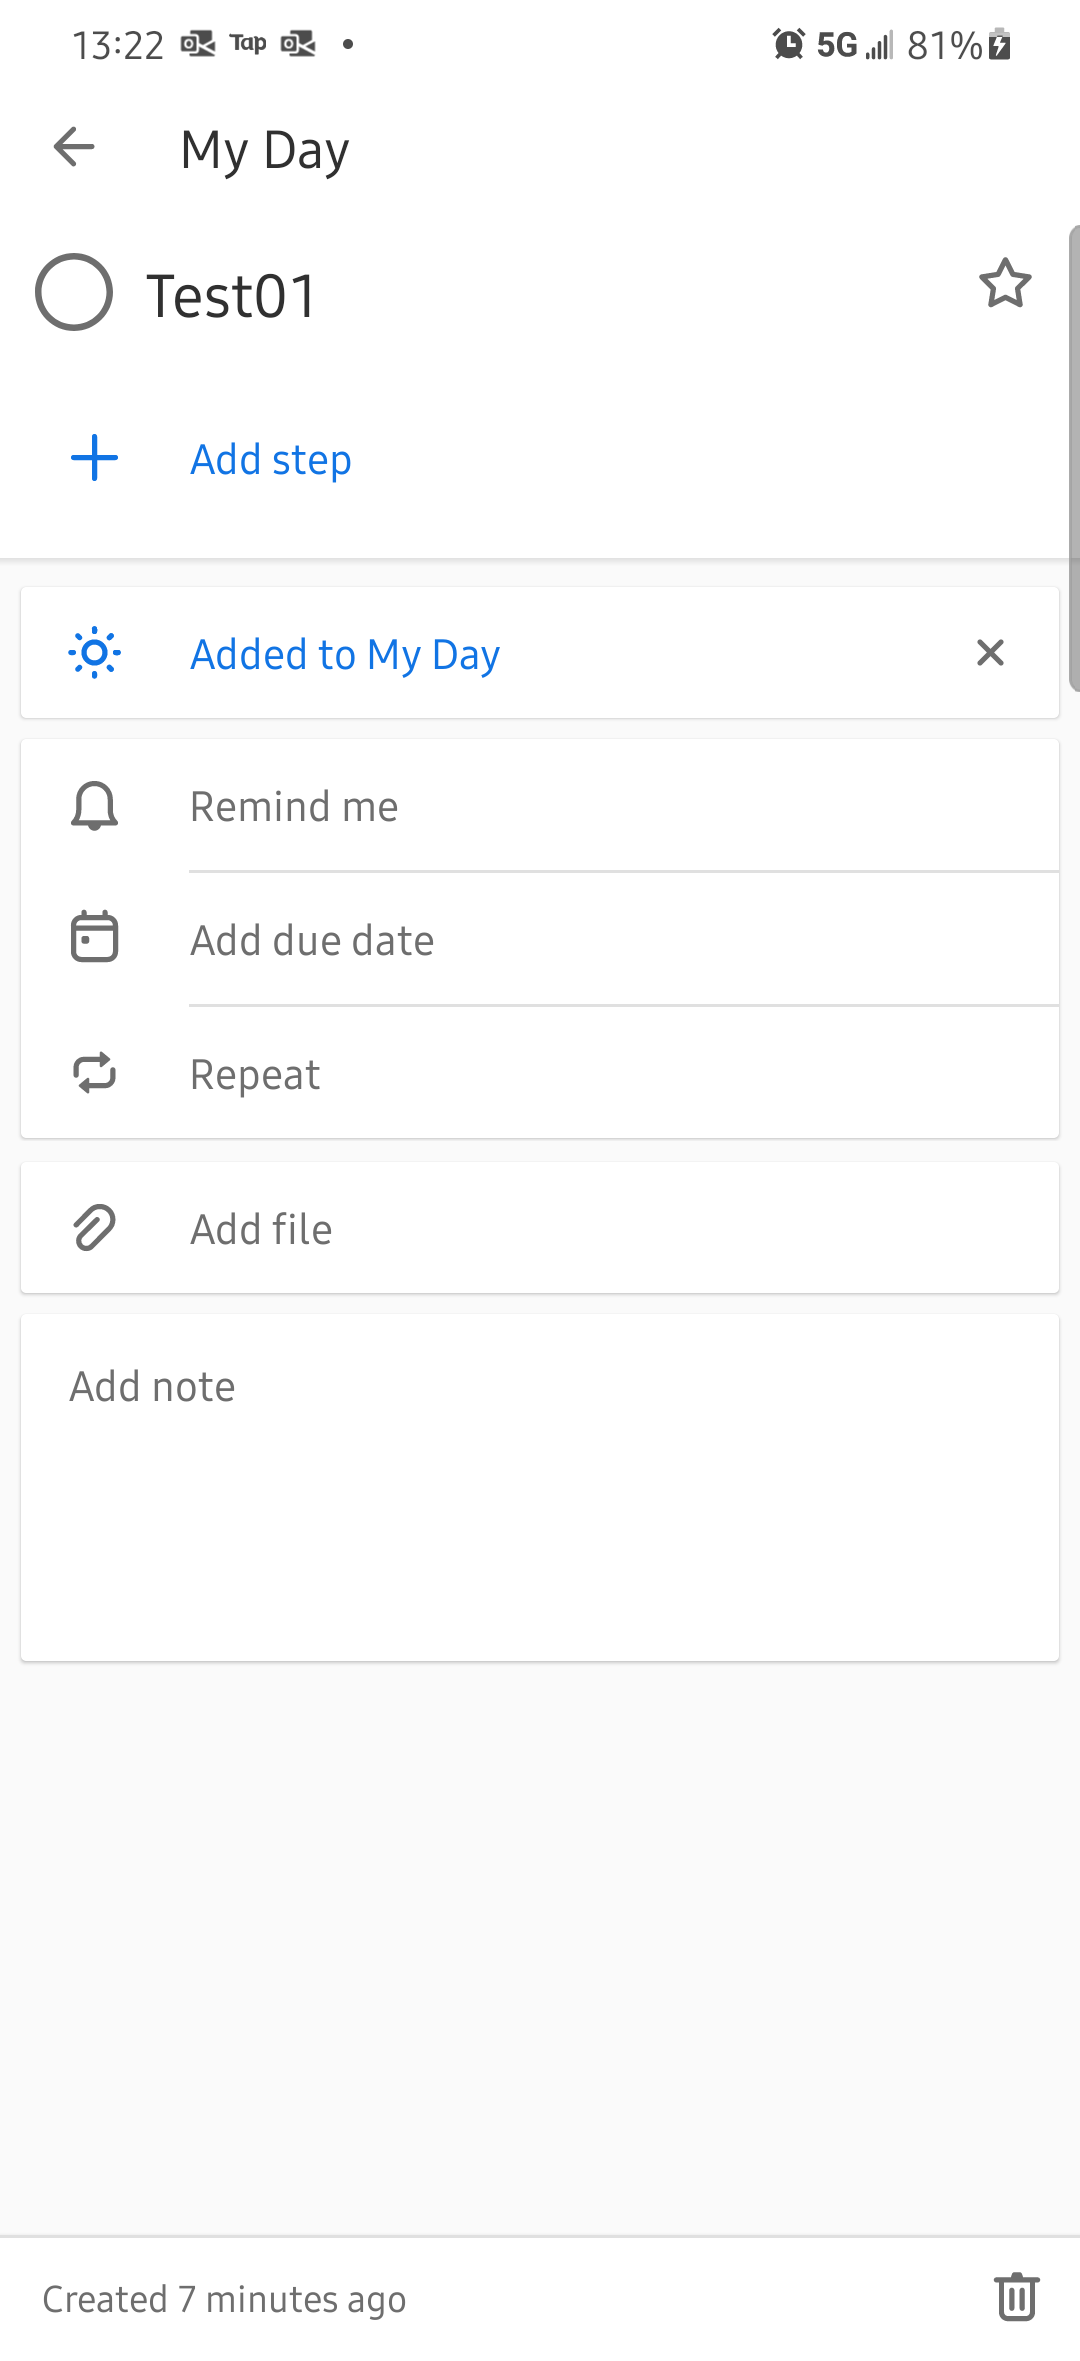 13:22 Tap 5G 81%
My Day
Test01
Add step
Added to My Day
Remind me
Add due date
Repeat
Add file
Add note
Created 7 minutes ago